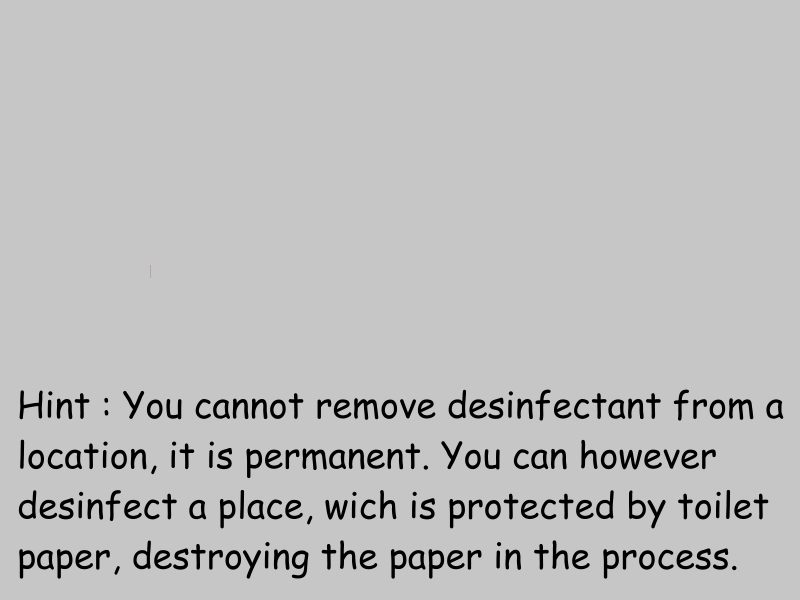 Hint : You cannot remove desinfectant from a
location, it is permanent. You can however
desinfect a place, wich is protected by toilet
paper, destroying the paper in the process.